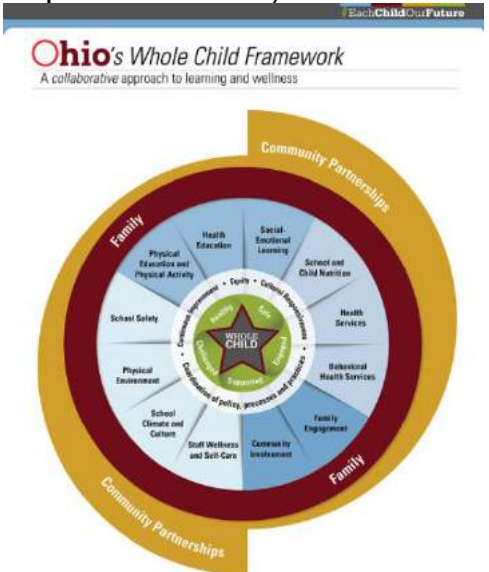 #EachChildOurFuture
Ohio's Whole Child Framework
A collaborative approach to learning and wellness
Community Partnerships
Family
Health
Education
Social-
Emotional
Learning
Physical
Education and
Physical Activity
School and
Child Nutrition
School Safety
Health
Services
Physical
Environment
Behavioral
Health Services
School
Climate and
Culture
Family
Engagement
Staff Wellness
and Self-Care
Community
Involvement
Continuous Improvement • Equity • Cultural Responsiveness
Coordination of policy, processes and practices
Healthy
Safe
Engaged
Supported
Challenged
WHOLE
CHILD
Family
Community Partnerships